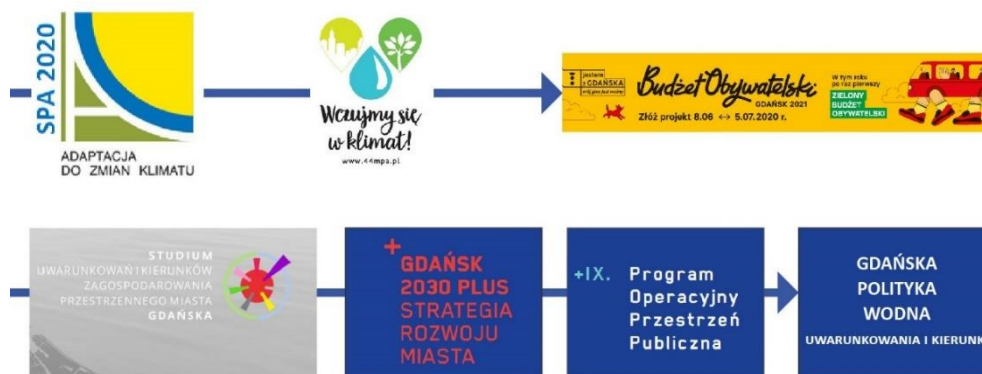 SPA 2020
ADAPTACJA
DO ZMIAN KLIMATU
Wczujmy się
w klimat!
www.44mpa.pl
jestem
z GDAŃSKA
Budżet Obywatelski
GDAŃSK 2021
Złóż projekt 8.06 ↔ 5.07.2020 r.
W tym roku
po raz pierwszy
ZIELONY
BUDŻET
OBYWATELSKI
STUDIUM
UWARUNKOWAŃ I KIERUNKÓW
ZAGOSPODAROWANIA
PRZESTRZENNEGO MIASTA
GDAŃSKA
+
GDAŃSK
2030 PLUS
STRATEGIA
ROZWOJU
MIASTA
+IX. Program
Operacyjny
Przestrzeń
Publiczna
GDAŃSKA
POLITYKA
WODNA
UWARUNKOWANIA I KIERUNK